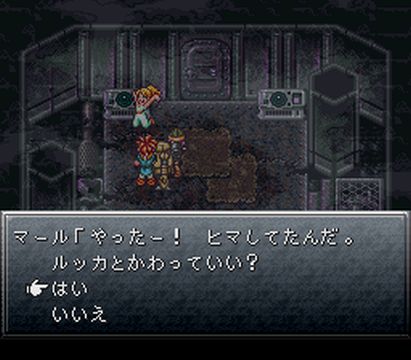 マール「やったー！ ヒマしてたんだ。
ルッカとかわっていい？
はい
いいえ